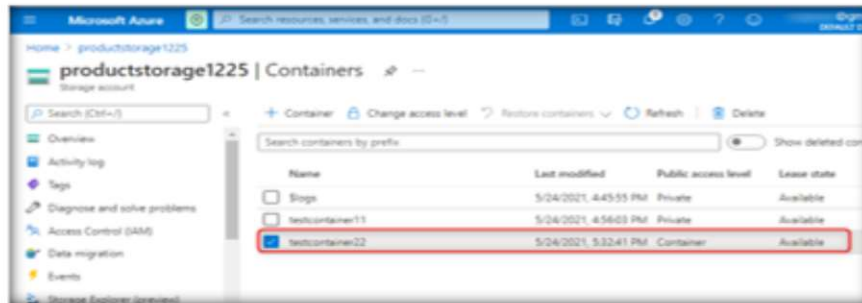 Microsoft Azure
Search resources, services, and docs (G+/)
Home > productstorage1225
productstorage1225 | Containers
Storage account
Search (Ctrl+/)
+ Container Change access level Restore containers Refresh Delete
Overview
Search containers by prefix
Show deleted con
Activity log
Name Last modified Public access level Lease state
Tags
$logs 5/24/2021, 4:45:55 PM Private Available
Diagnose and solve problems
testcontainer11 5/24/2021, 4:56:03 PM Private Available
Access Control (IAM)
testcontainer22 5/24/2021, 5:32:41 PM Container Available
Data migration
Events
Storage Explorer (preview)